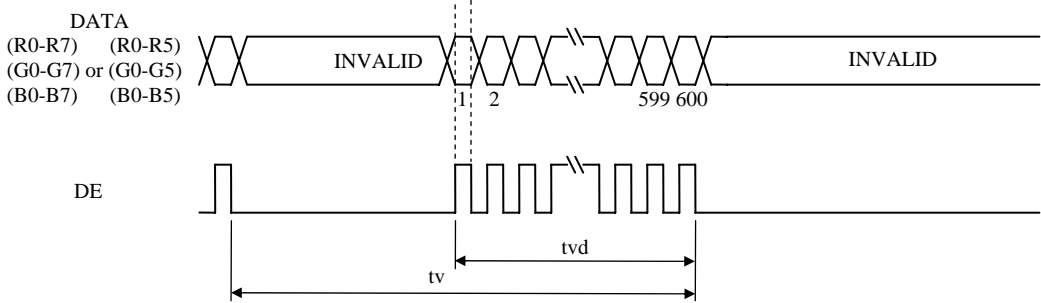 DATA
(R0-R7) (R0-R5)
(G0-G7) or (G0-G5)
(B0-B7) (B0-B5)
INVALID
INVALID
1 2 599 600
DE
tvd
tv